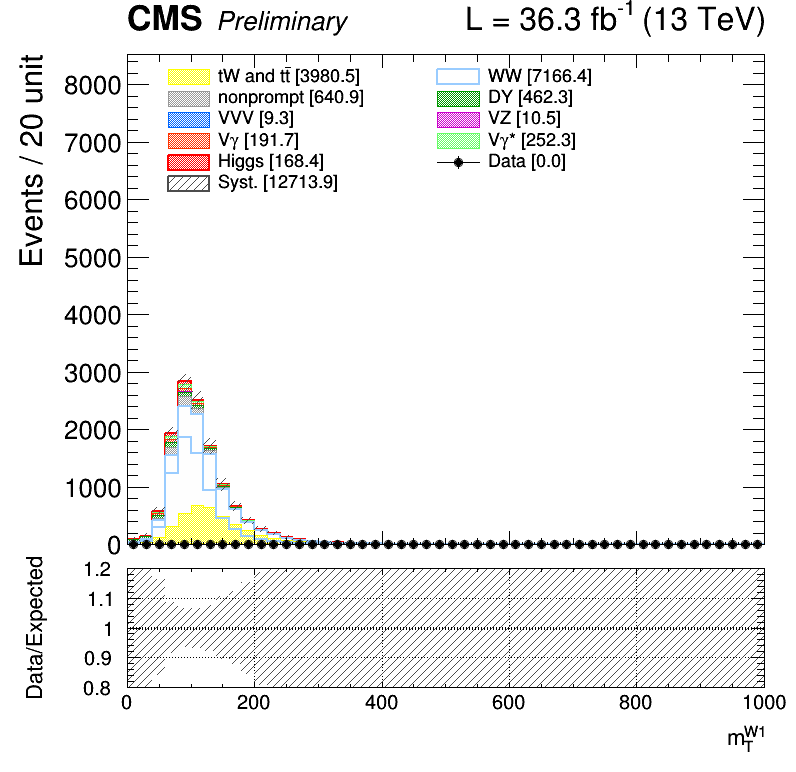 CMS Preliminary L = 36.3 fb⁻¹ (13 TeV)
Events / 20 unit
8000
7000
6000
5000
4000
3000
2000
1000
0
tW and tt̄ [3980.5]
nonprompt [640.9]
VVV [9.3]
Vγ [191.7]
Higgs [168.4]
Syst. [12713.9]
WW [7166.4]
DY [462.3]
VZ [10.5]
Vγ* [252.3]
Data [0.0]
Data/Expected
1.2
1.1
1
0.9
0.8
0 200 400 600 800 1000
m_T^W1